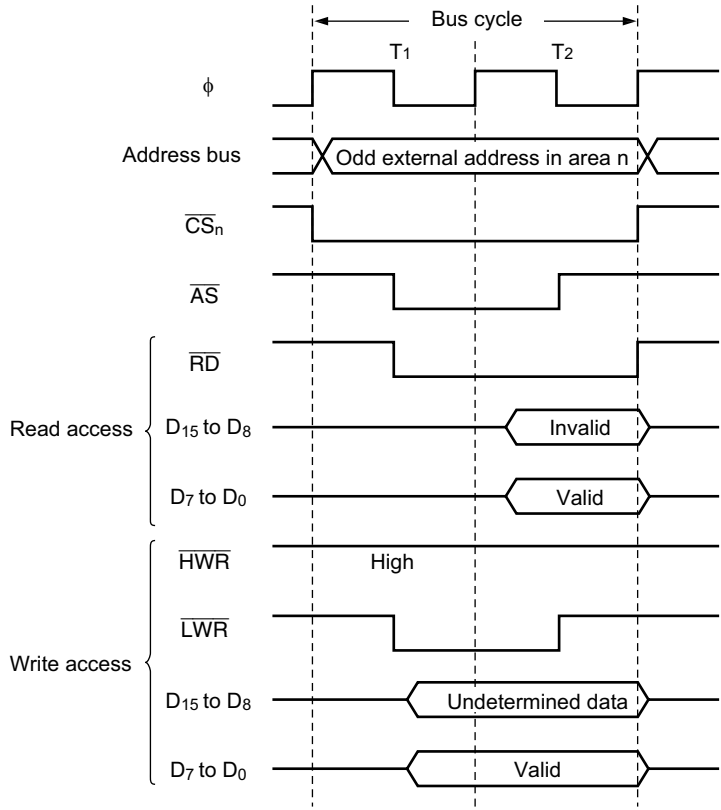 Bus cycle
T1 T2
ϕ
Address bus Odd external address in area n
CSn
AS
RD
Read access D15 to D8 Invalid
D7 to D0 Valid
HWR High
LWR
Write access D15 to D8 Undetermined data
D7 to D0 Valid